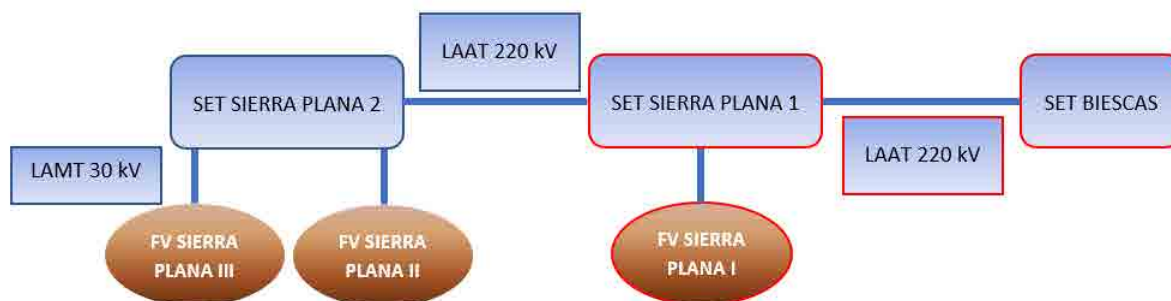 LAAT 220 kV
SET SIERRA PLANA 2
SET SIERRA PLANA 1
SET BIESCAS
LAMT 30 kV
LAAT 220 kV
FV SIERRA
PLANA III
FV SIERRA
PLANA II
FV SIERRA
PLANA I